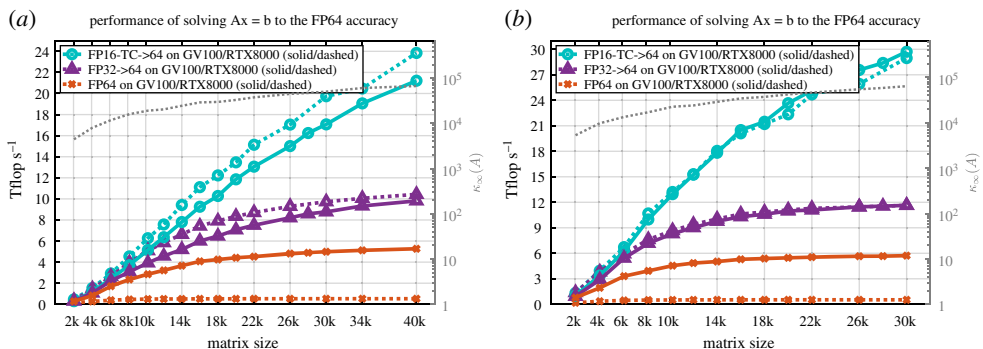 (a) performance of solving Ax = b to the FP64 accuracy
FP16-TC->64 on GV100/RTX8000 (solid/dashed)
FP32->64 on GV100/RTX8000 (solid/dashed)
FP64 on GV100/RTX8000 (solid/dashed)
Tflop s⁻¹
24
22
20
18
16
14
12
10
8
6
4
2
0
2k 4k 6k 8k 10k 14k 18k 22k 26k 30k 34k 40k
matrix size
10⁵
10⁴
10³
10²
10
1
κ∞(A)
(b) performance of solving Ax = b to the FP64 accuracy
FP16-TC->64 on GV100/RTX8000 (solid/dashed)
FP32->64 on GV100/RTX8000 (solid/dashed)
FP64 on GV100/RTX8000 (solid/dashed)
Tflop s⁻¹
30
27
24
21
18
15
12
9
6
3
0
2k 4k 6k 8k 10k 14k 18k 22k 26k 30k
matrix size
10⁵
10⁴
10³
10²
10
1
κ∞(A)